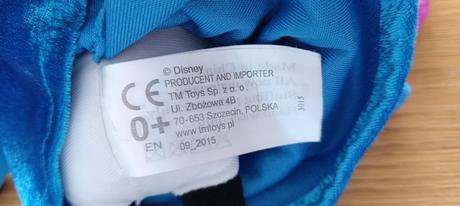 © Disney
PRODUCENT AND IMPORTER
TM Toys Sp. z o. o.
Ul. Zbożowa 4B
70-653 Szczecin, POLSKA
www.tmtoys.pl
09_2015
CE
0+
EN
3015